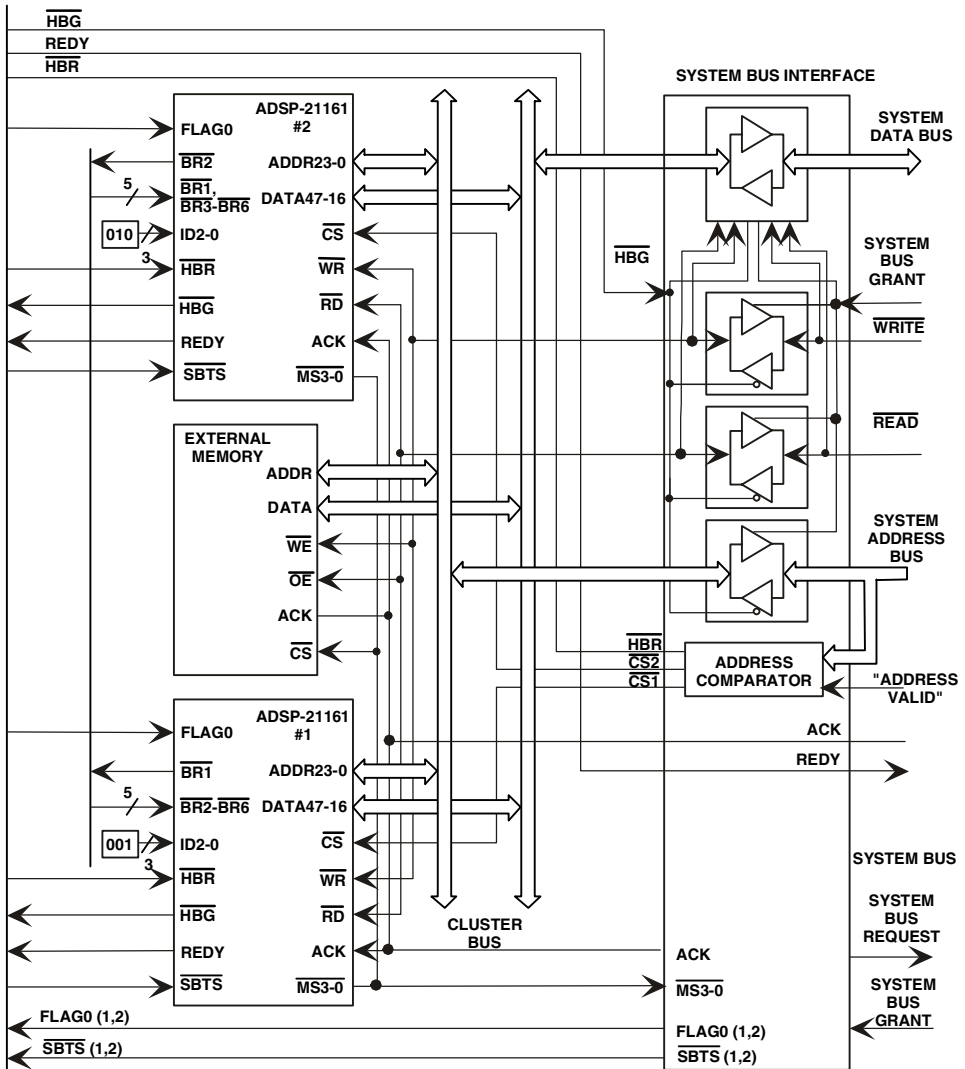 HBG
REDY
HBR
SYSTEM BUS INTERFACE
ADSP-21161
#2
FLAG0
BR2
ADDR23-0
5
BR1,
BR3-BR6
DATA47-16
010
ID2-0
CS
3
HBR
WR
HBG
RD
REDY
ACK
SBTS
MS3-0
SYSTEM
DATA BUS
HBG
SYSTEM
BUS
GRANT
WRITE
READ
EXTERNAL
MEMORY
ADDR
DATA
WE
OE
ACK
CS
SYSTEM
ADDRESS
BUS
HBR
CS2
CS1
ADDRESS
COMPARATOR
"ADDRESS
VALID"
ACK
REDY
ADSP-21161
#1
FLAG0
BR1
ADDR23-0
5
BR2-BR6
DATA47-16
001
ID2-0
CS
3
HBR
WR
HBG
RD
REDY
ACK
SBTS
MS3-0
CLUSTER
BUS
SYSTEM BUS
SYSTEM
BUS
REQUEST
ACK
MS3-0
SYSTEM
BUS
GRANT
FLAG0 (1,2)
FLAG0 (1,2)
SBTS (1,2)
SBTS (1,2)